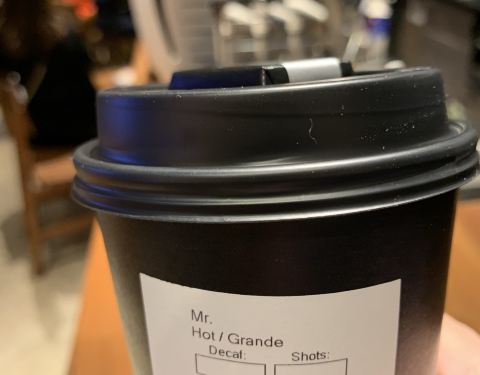 Mr.
Hot / Grande
Decaf: Shots: